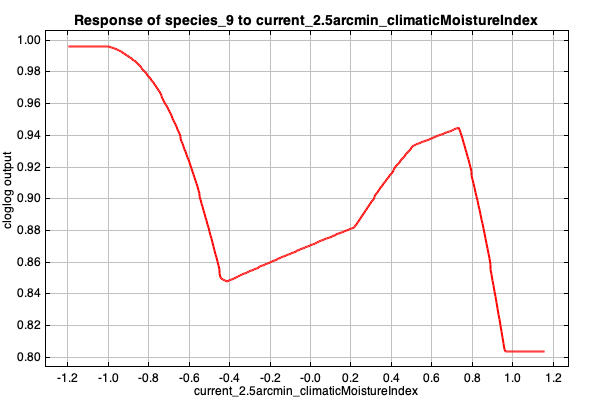 Response of species_9 to current_2.5arcmin_climaticMoistureIndex
cloglog output
1.00
0.98
0.96
0.94
0.92
0.90
0.88
0.86
0.84
0.82
0.80
-1.2 -1.0 -0.8 -0.6 -0.4 -0.2 -0.0 0.2 0.4 0.6 0.8 1.0 1.2
current_2.5arcmin_climaticMoistureIndex